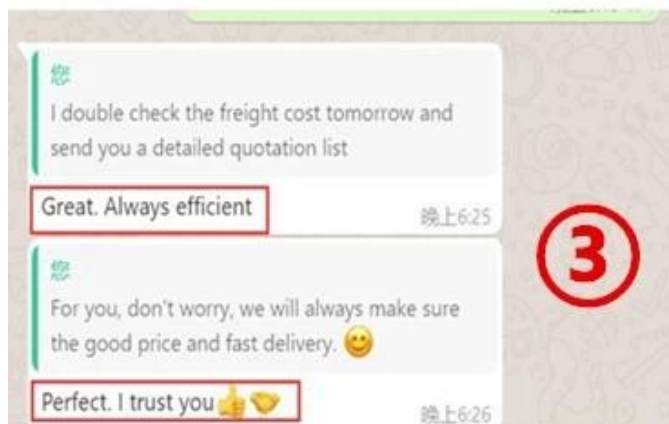 您
I double check the freight cost tomorrow and
send you a detailed quotation list
Great. Always efficient
晚上6:25
③
您
For you, don't worry, we will always make sure
the good price and fast delivery. 😊
Perfect. I trust you👍🤝
晚上6:26